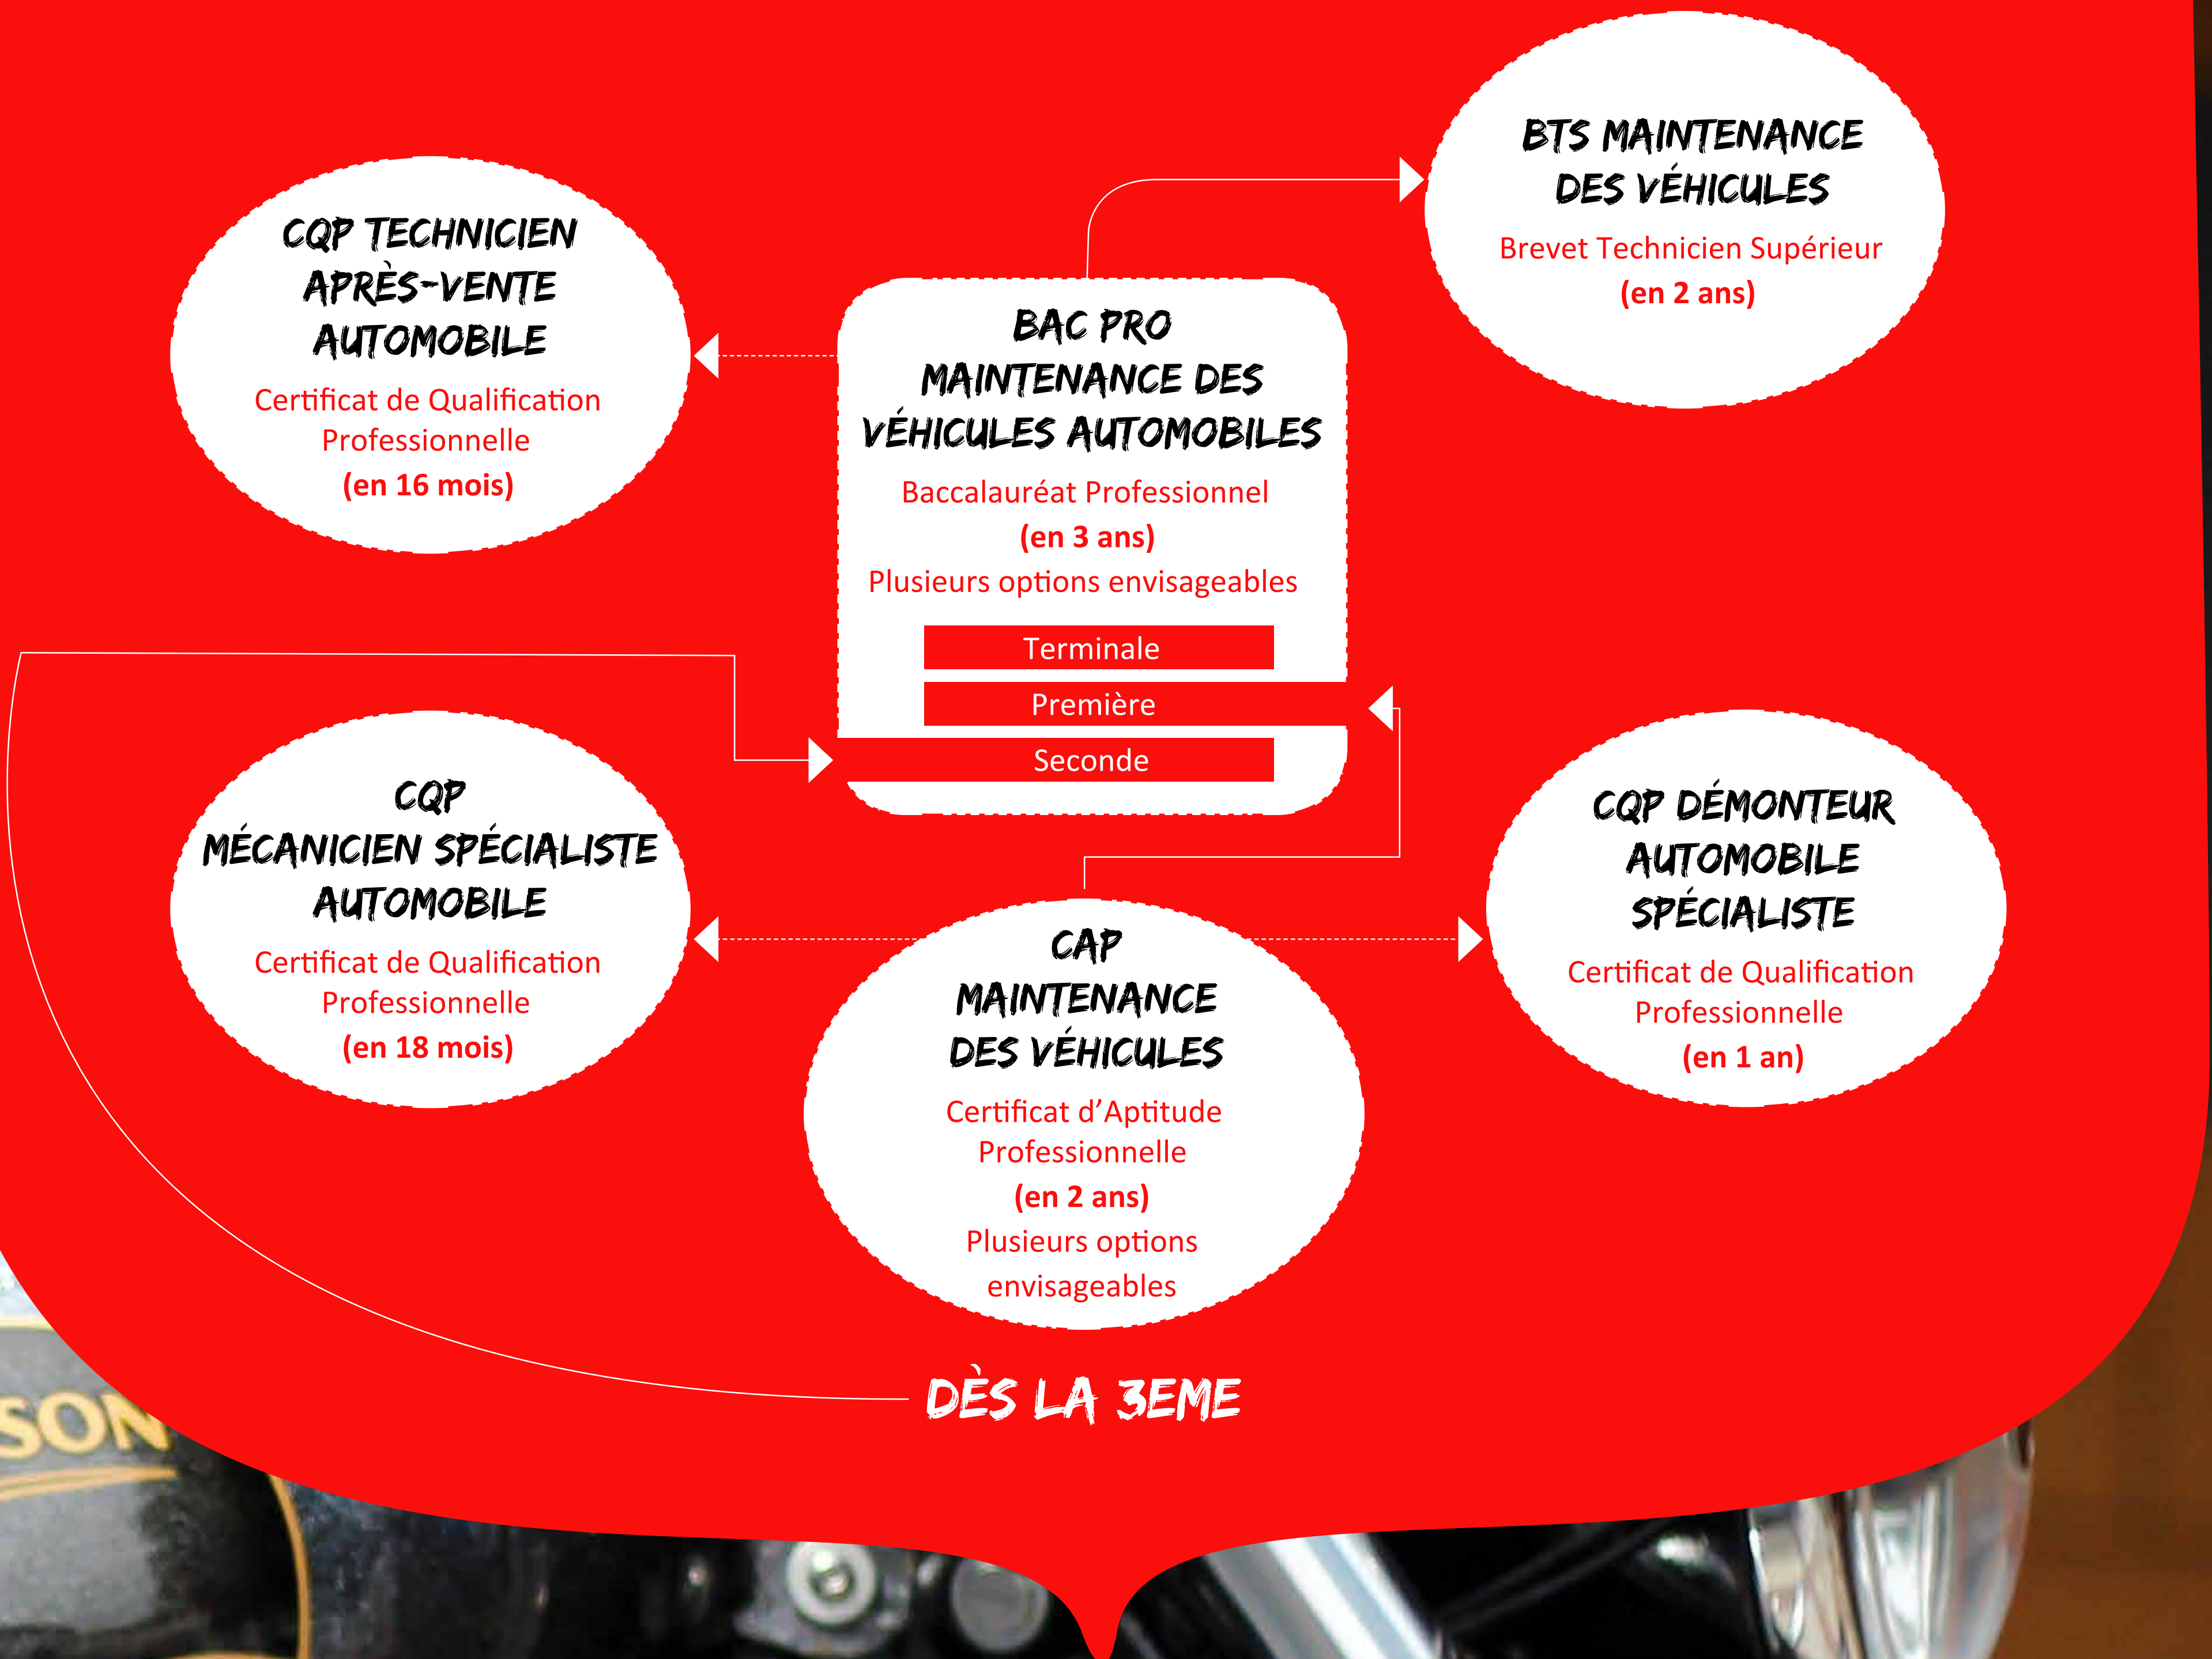 BTS MAINTENANCE
DES VÉHICULES
Brevet Technicien Supérieur
(en 2 ans)
CQP TECHNICIEN
APRÈS-VENTE
AUTOMOBILE
Certificat de Qualification
Professionnelle
(en 16 mois)
BAC PRO
MAINTENANCE DES
VÉHICULES AUTOMOBILES
Baccalauréat Professionnel
(en 3 ans)
Plusieurs options envisageables
Terminale
Première
Seconde
CQP
MÉCANICIEN SPÉCIALISTE
AUTOMOBILE
Certificat de Qualification
Professionnelle
(en 18 mois)
CQP DÉMONTEUR
AUTOMOBILE
SPÉCIALISTE
Certificat de Qualification
Professionnelle
(en 1 an)
CAP
MAINTENANCE
DES VÉHICULES
Certificat d’Aptitude
Professionnelle
(en 2 ans)
Plusieurs options
envisageables
DÈS LA 3EME
SON